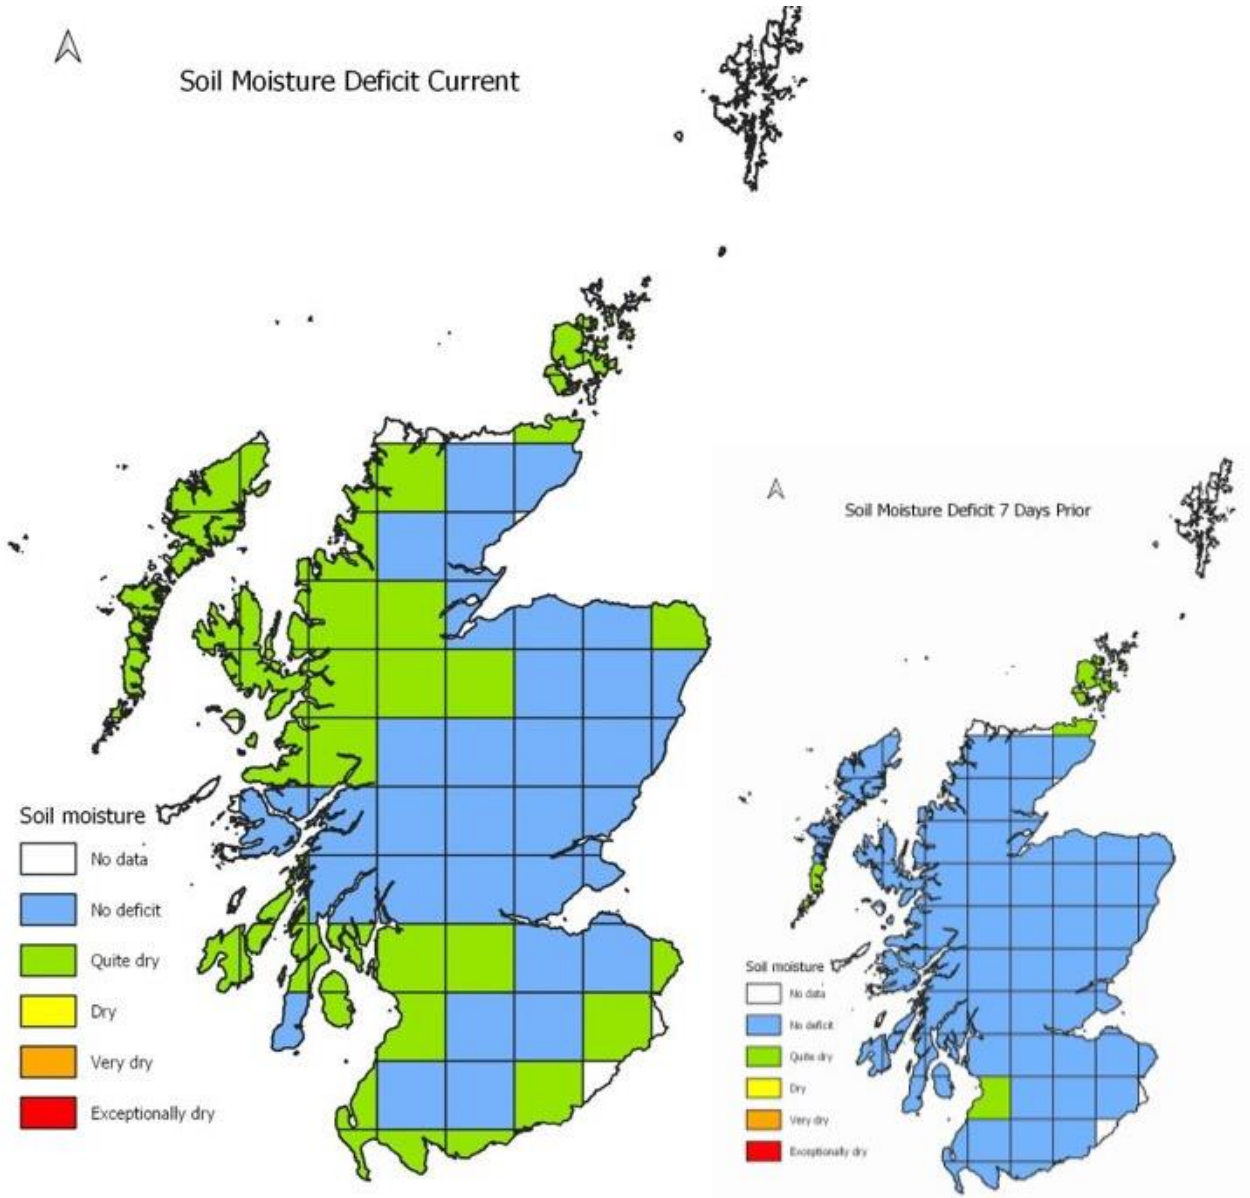 Soil Moisture Deficit Current
Soil moisture
No data
No deficit
Quite dry
Dry
Very dry
Exceptionally dry
Soil Moisture Deficit 7 Days Prior
Soil moisture
No data
No deficit
Quite dry
Dry
Very dry
Exceptionally dry